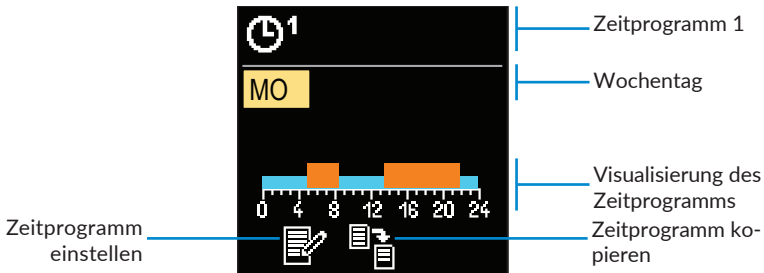 1
Zeitprogramm 1
MO
Wochentag
Visualisierung des
Zeitprogramms
0 4 8 12 16 20 24
Zeitprogramm
einstellen
Zeitprogramm ko-
pieren